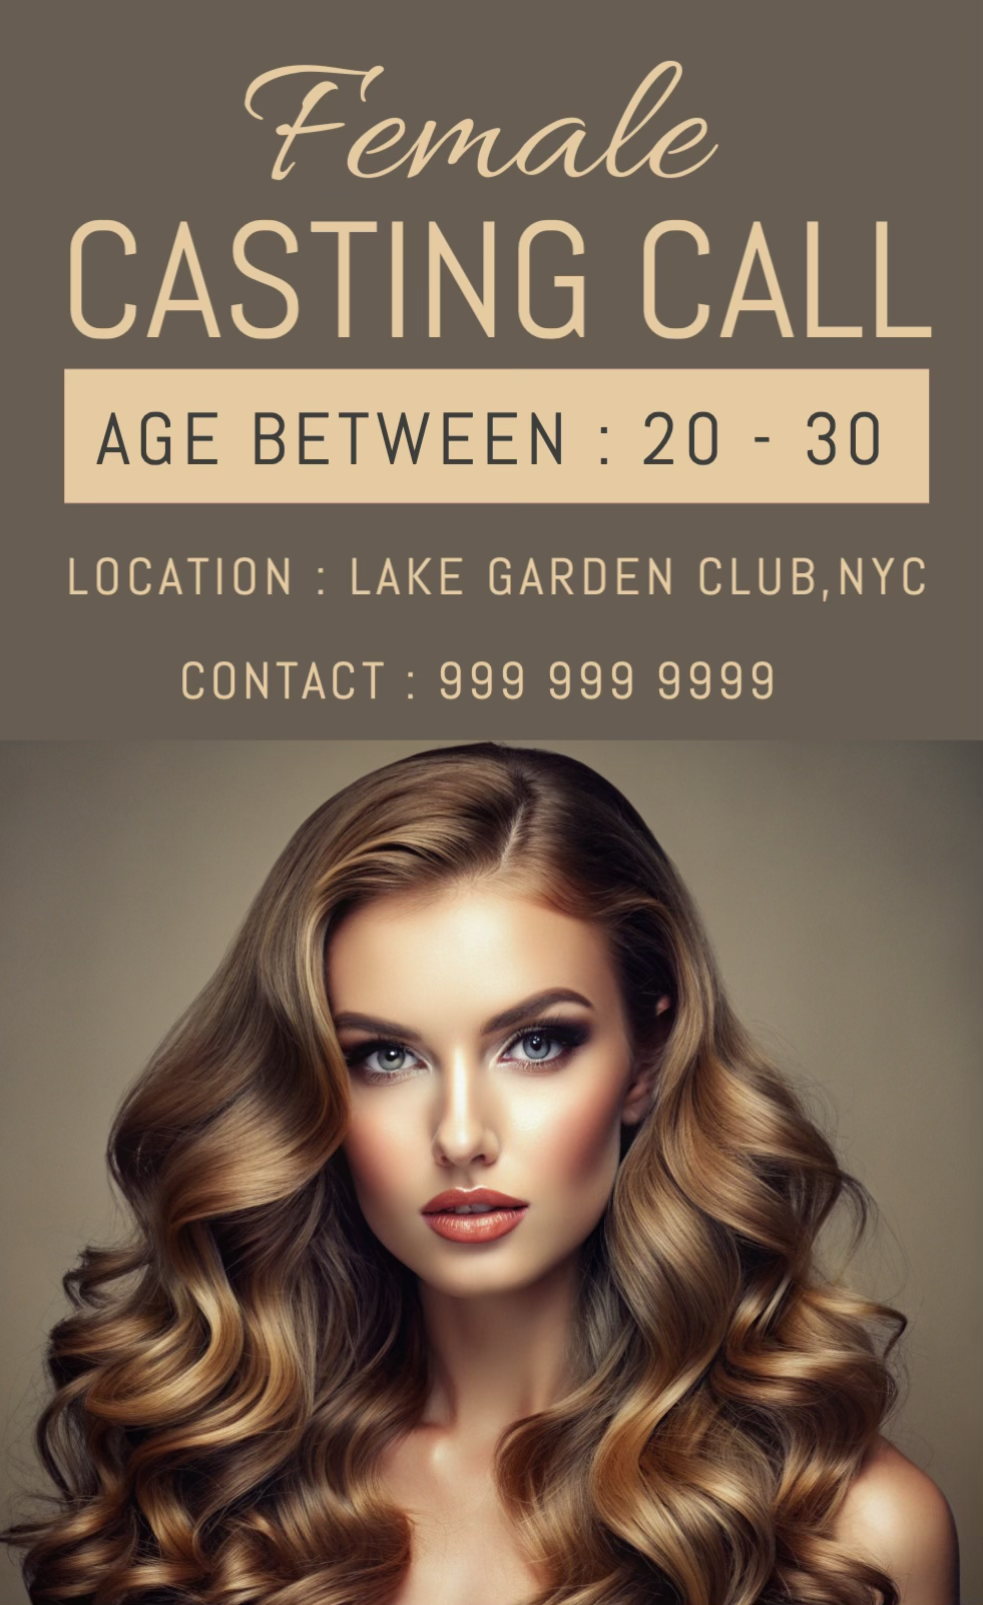 Female
CASTING CALL
AGE BETWEEN : 20 - 30
LOCATION : LAKE GARDEN CLUB,NYC
CONTACT : 999 999 9999